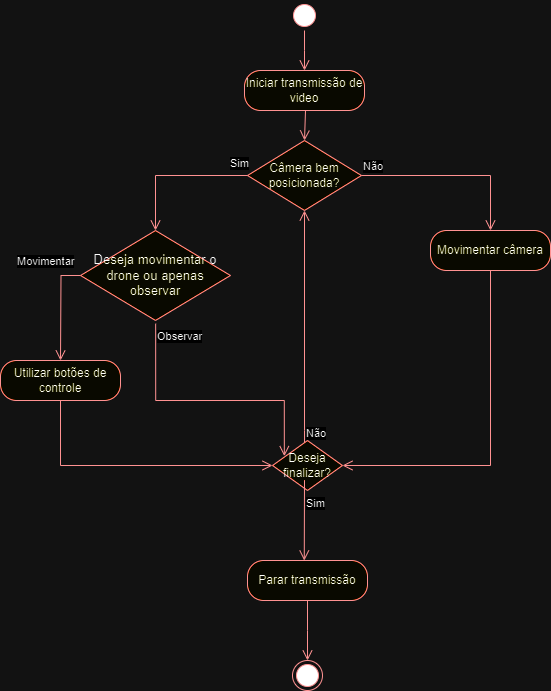 Iniciar transmissão de
video
Câmera bem
posicionada?
Sim
Não
Movimentar câmera
Deseja movimentar o
drone ou apenas
observar
Movimentar
Observar
Utilizar botões de
controle
Não
Deseja
finalizar?
Sim
Parar transmissão